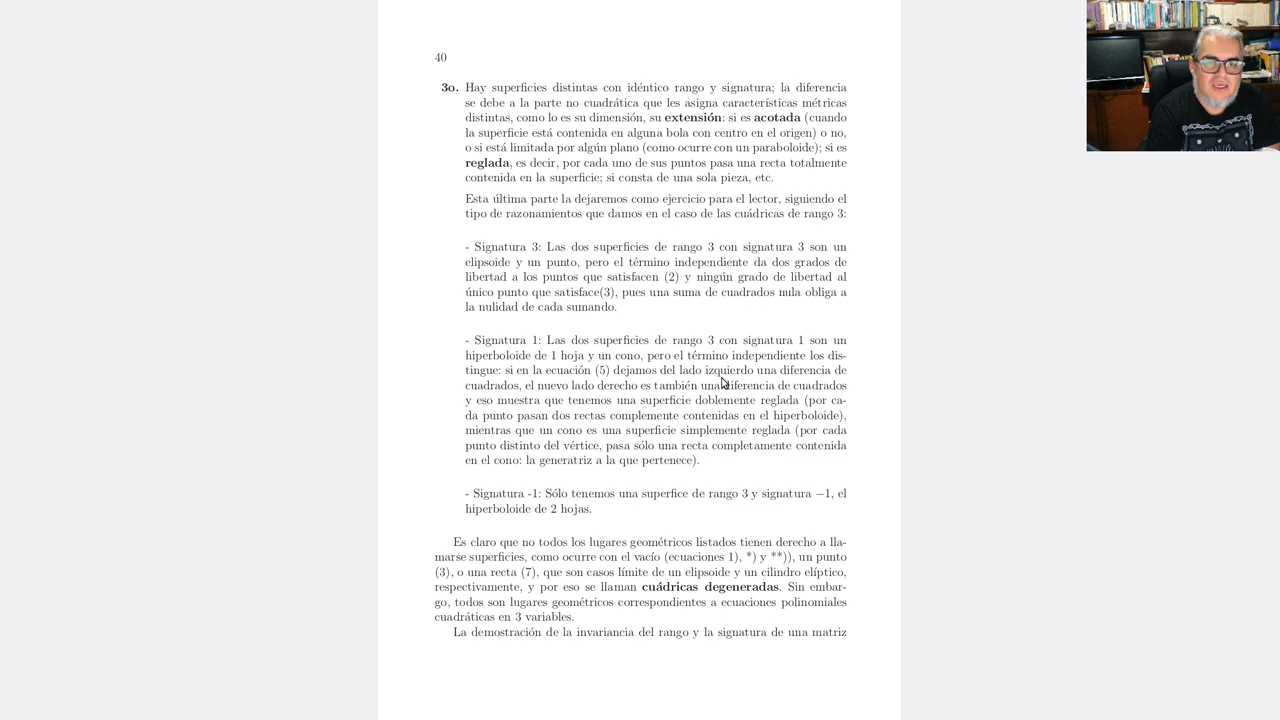 40
3o. Hay superficies distintas con idéntico rango y signatura; la diferencia
se debe a la parte no cuadrática que les asigna características métricas
distintas, como lo es su dimensión, su extensión: si es acotada (cuando
la superficie está contenida en alguna bola con centro en el origen) o no,
o si está limitada por algún plano (como ocurre con un paraboloide); si es
reglada, es decir, por cada uno de sus puntos pasa una recta totalmente
contenida en la superficie; si consta de una sola pieza, etc.
Esta última parte la dejaremos como ejercicio para el lector, siguiendo el
tipo de razonamientos que damos en el caso de las cuádricas de rango 3:
- Signatura 3: Las dos superficies de rango 3 con signatura 3 son un
elipsoide y un punto, pero el término independiente da dos grados de
libertad a los puntos que satisfacen (2) y ningún grado de libertad al
único punto que satisface(3), pues una suma de cuadrados nula obliga a
la nulidad de cada sumando.
- Signatura 1: Las dos superficies de rango 3 con signatura 1 son un
hiperboloide de 1 hoja y un cono, pero el término independiente los dis-
tingue: si en la ecuación (5) dejamos del lado izquierdo una diferencia de
cuadrados, el nuevo lado derecho es también una diferencia de cuadrados
y eso muestra que tenemos una superficie doblemente reglada (por ca-
da punto pasan dos rectas complemente contenidas en el hiperboloide),
mientras que un cono es una superficie simplemente reglada (por cada
punto distinto del vértice, pasa sólo una recta completamente contenida
en el cono: la generatriz a la que pertenece).
- Signatura -1: Sólo tenemos una superfice de rango 3 y signatura −1, el
hiperboloide de 2 hojas.
Es claro que no todos los lugares geométricos listados tienen derecho a lla-
marse superficies, como ocurre con el vacío (ecuaciones 1), *) y **)), un punto
(3), o una recta (7), que son casos límite de un elipsoide y un cilindro elíptico,
respectivamente, y por eso se llaman cuádricas degeneradas. Sin embar-
go, todos son lugares geométricos correspondientes a ecuaciones polinomiales
cuadráticas en 3 variables.
La demostración de la invariancia del rango y la signatura de una matriz